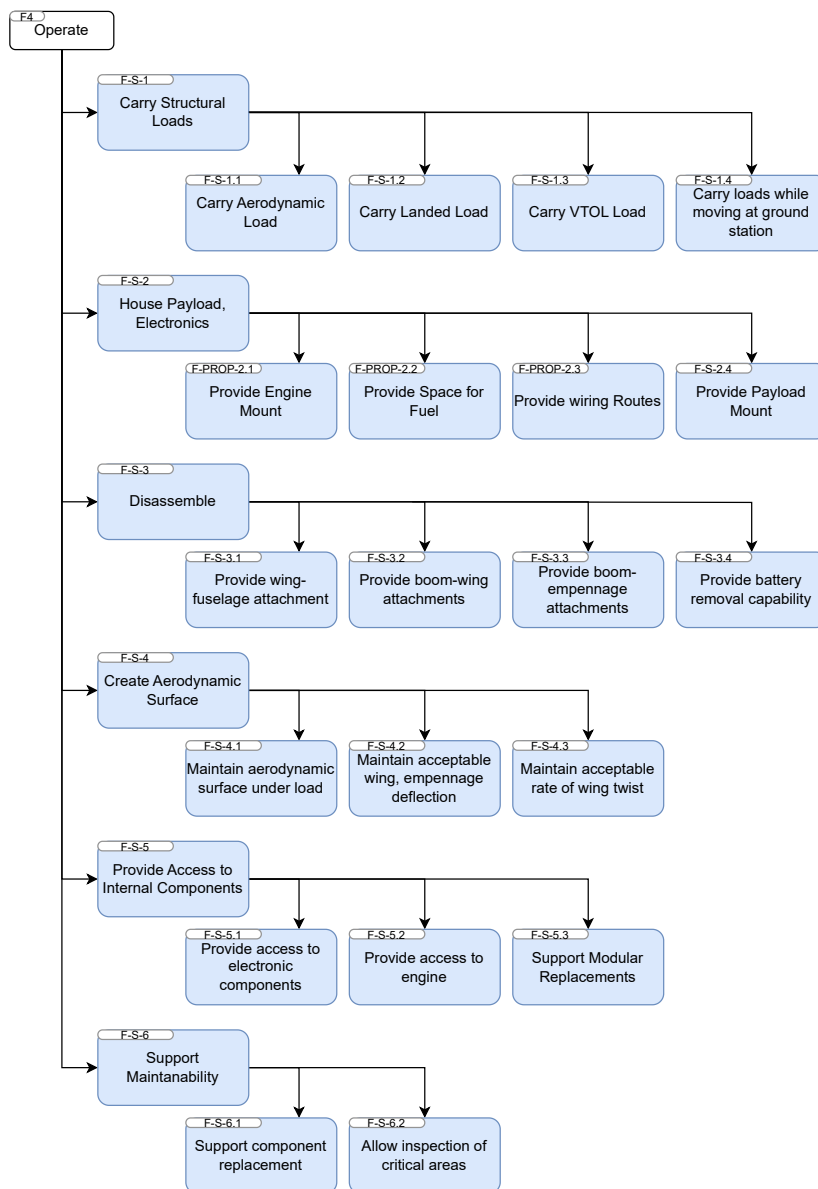 F4
Operate
F-S-1
Carry Structural
Loads
F-S-1.1
Carry Aerodynamic
Load
F-S-1.2
Carry Landed Load
F-S-1.3
Carry VTOL Load
F-S-1.4
Carry loads while
moving at ground
station
F-S-2
House Payload,
Electronics
F-PROP-2.1
Provide Engine
Mount
F-PROP-2.2
Provide Space for
Fuel
F-PROP-2.3
Provide wiring Routes
F-S-2.4
Provide Payload
Mount
F-S-3
Disassemble
F-S-3.1
Provide wing-
fuselage attachment
F-S-3.2
Provide boom-wing
attachments
F-S-3.3
Provide boom-
empennage
attachments
F-S-3.4
Provide battery
removal capability
F-S-4
Create Aerodynamic
Surface
F-S-4.1
Maintain aerodynamic
surface under load
F-S-4.2
Maintain acceptable
wing, empennage
deflection
F-S-4.3
Maintain acceptable
rate of wing twist
F-S-5
Provide Access to
Internal Components
F-S-5.1
Provide access to
electronic
components
F-S-5.2
Provide access to
engine
F-S-5.3
Support Modular
Replacements
F-S-6
Support
Maintanability
F-S-6.1
Support component
replacement
F-S-6.2
Allow inspection of
critical areas